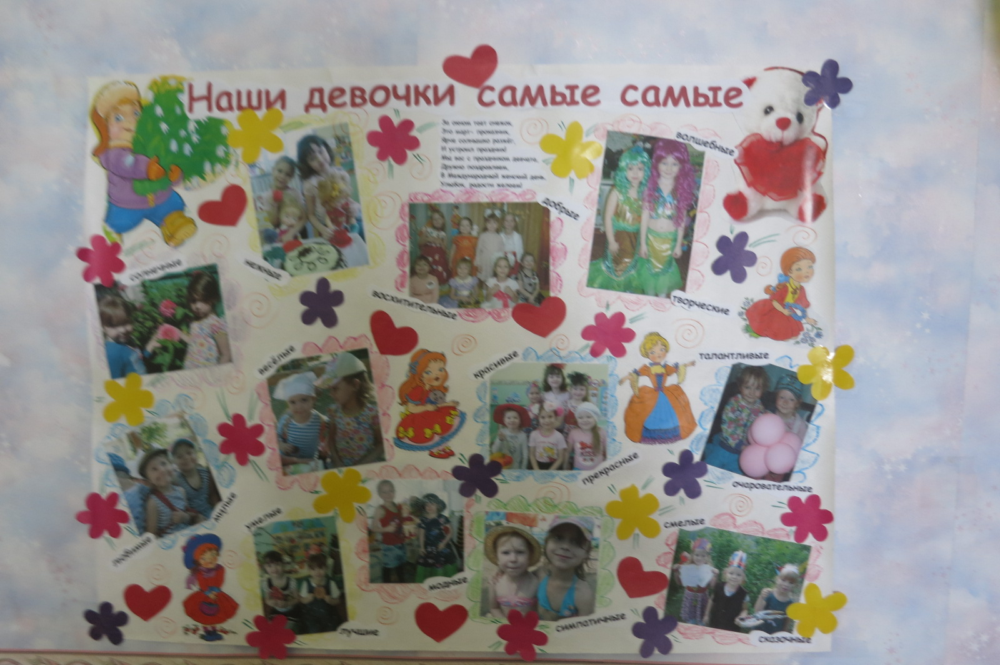 Наши девочки самые самые
За окном тает снежок,
Это март- проказник,
Ярче солнышко разжёг,
И устроил праздник!
Мы вас с праздником девчата,
Дружно поздравляем,
В Международный женский день,
Улыбок, радости желаем!
волшебные
добрые
солнечные
нежные
восхитительные
творческие
весёлые
красивые
талантливые
прекрасные
очаровательные
милые
умелые
смелые
любимые
модные
симпатичные
лучшие
сказочные